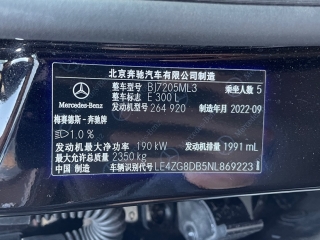 北京奔驰汽车有限公司制造
整车型号 BJ7205ML3 乘坐人数 5
整车标志 E 300 L
发动机型号 264 920 制造年月 2022-09
Mercedes-Benz
梅赛德斯-奔驰牌
1.0 %
发动机最大净功率 190 kW 发动机排量 1991 mL
最大允许总质量 2350 kg
中国制造 车辆识别代号 LE4ZG8DB5NL869223